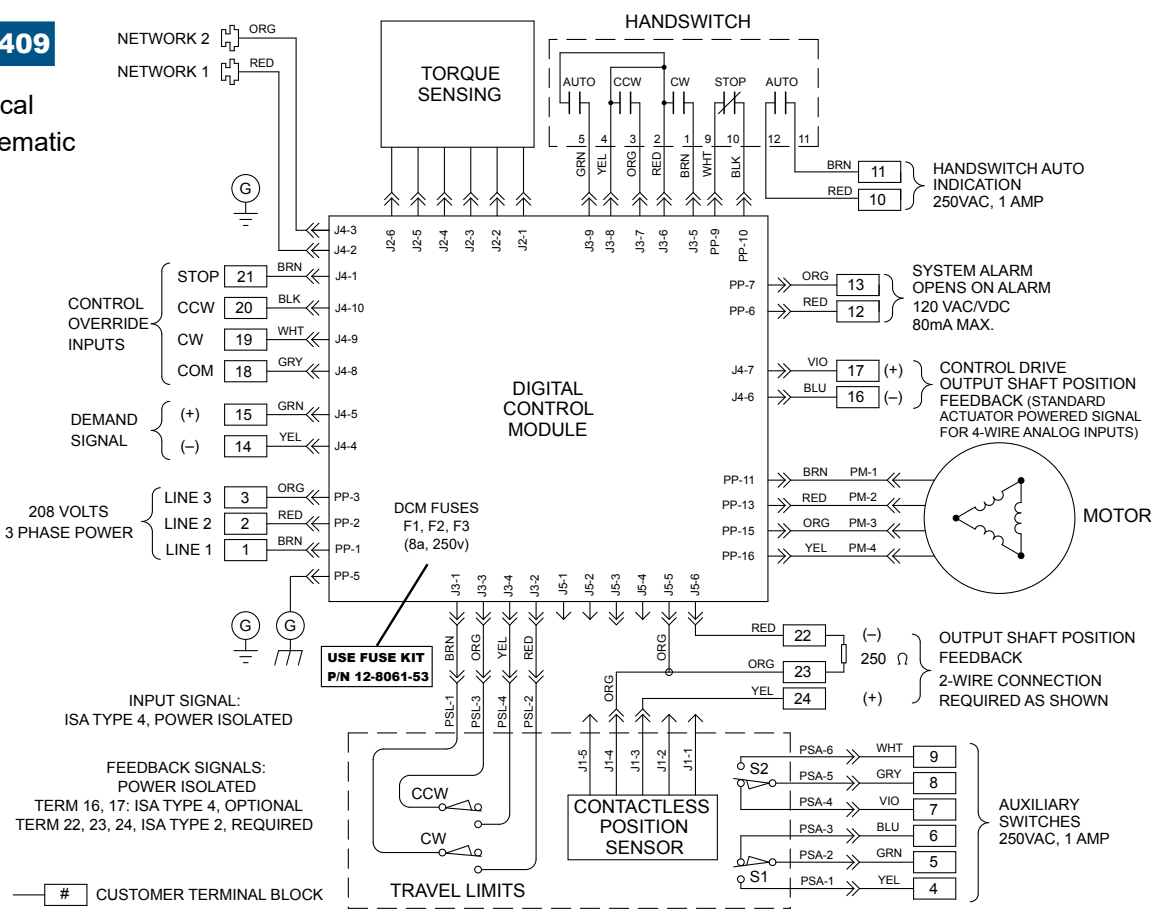 409
ical
ematic
NETWORK 2
ORG
NETWORK 1
RED
TORQUE
SENSING
HANDSWITCH
AUTO CCW CW STOP AUTO
5 4 3 2 1 9 10 12 11
GRN YEL ORG RED BRN WHT BLK
BRN 11
RED 10
HANDSWITCH AUTO
INDICATION
250VAC, 1 AMP
G
J4-3
J4-2
J2-6 J2-5 J2-4 J2-3 J2-2 J2-1
J3-9 J3-8 J3-7 J3-6 J3-5 PP-9 PP-10
CONTROL
OVERRIDE
INPUTS
STOP 21 BRN J4-1
CCW 20 BLK J4-10
CW 19 WHT J4-9
COM 18 GRY J4-8
DEMAND
SIGNAL
(+) 15 GRN J4-5
(–) 14 YEL J4-4
208 VOLTS
3 PHASE POWER
LINE 3 3 ORG PP-3
LINE 2 2 RED PP-2
LINE 1 1 BRN PP-1
PP-5
G G
DIGITAL
CONTROL
MODULE
DCM FUSES
F1, F2, F3
(8a, 250v)
USE FUSE KIT
P/N 12-8061-53
PP-7 ORG 13
PP-6 RED 12
SYSTEM ALARM
OPENS ON ALARM
120 VAC/VDC
80mA MAX.
J4-7 VIO 17 (+)
J4-6 BLU 16 (–)
CONTROL DRIVE
OUTPUT SHAFT POSITION
FEEDBACK (STANDARD
ACTUATOR POWERED SIGNAL
FOR 4-WIRE ANALOG INPUTS)
PP-11 BRN PM-1
PP-13 RED PM-2
PP-15 ORG PM-3
PP-16 YEL PM-4
MOTOR
J3-1 J3-3 J3-4 J3-2 J5-1 J5-2 J5-3 J5-4 J5-5 J5-6
BRN ORG YEL RED ORG
PSL-1 PSL-3 PSL-4 PSL-2
ORG
RED 22 (–)
250 Ω
ORG 23
YEL 24 (+)
OUTPUT SHAFT POSITION
FEEDBACK
2-WIRE CONNECTION
REQUIRED AS SHOWN
INPUT SIGNAL:
ISA TYPE 4, POWER ISOLATED
FEEDBACK SIGNALS:
POWER ISOLATED
TERM 16, 17: ISA TYPE 4, OPTIONAL
TERM 22, 23, 24, ISA TYPE 2, REQUIRED
# CUSTOMER TERMINAL BLOCK
CCW
CW
TRAVEL LIMITS
J1-5 J1-4 J1-3 J1-2 J1-1
CONTACTLESS
POSITION
SENSOR
S2
S1
PSA-6 WHT 9
PSA-5 GRY 8
PSA-4 VIO 7
PSA-3 BLU 6
PSA-2 GRN 5
PSA-1 YEL 4
AUXILIARY
SWITCHES
250VAC, 1 AMP